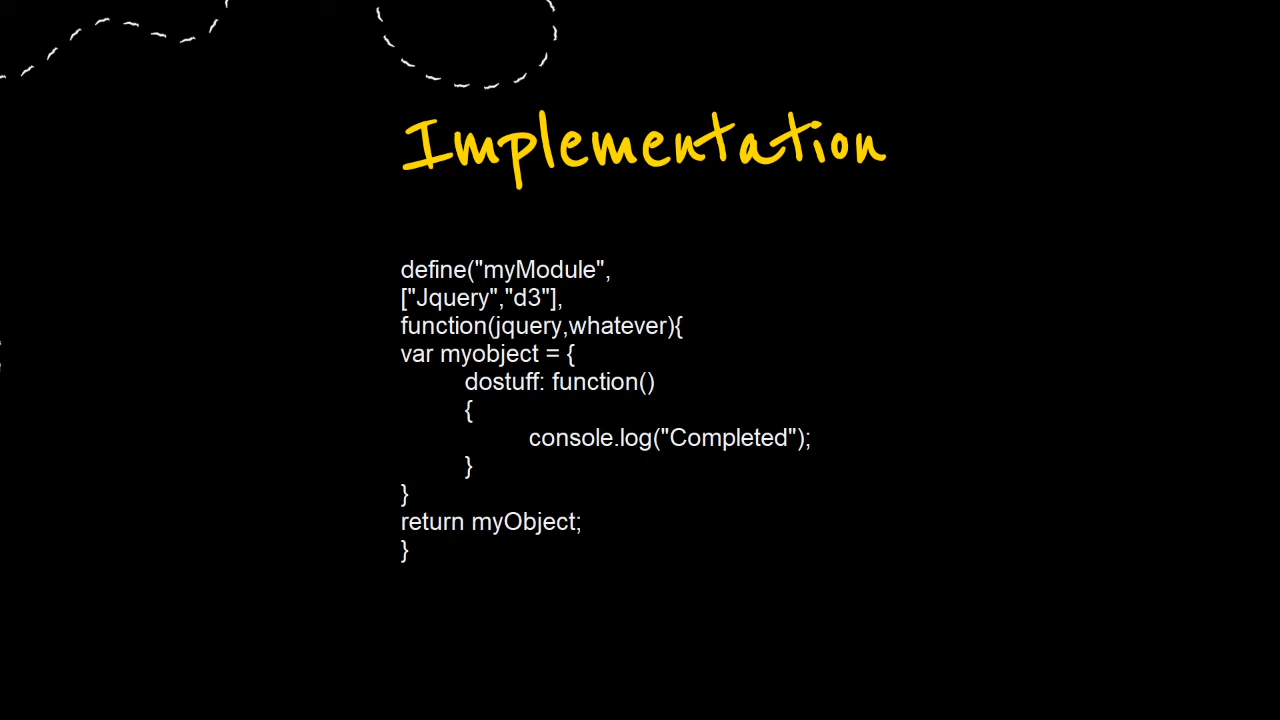 Implementation
define("myModule",
["Jquery","d3"],
function(jquery,whatever){
var myobject = {
dostuff: function()
{
console.log("Completed");
}
}
return myObject;
}